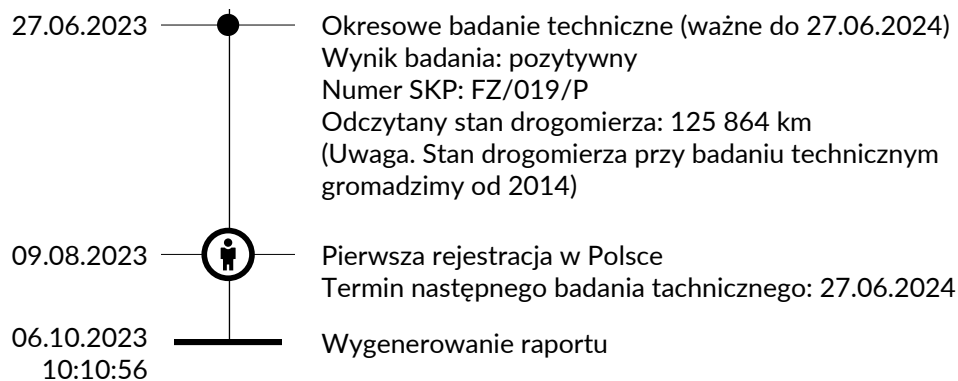 27.06.2023 Okresowe badanie techniczne (ważne do 27.06.2024)
Wynik badania: pozytywny
Numer SKP: FZ/019/P
Odczytany stan drogomierza: 125 864 km
(Uwaga. Stan drogomierza przy badaniu technicznym
gromadzimy od 2014)
09.08.2023 Pierwsza rejestracja w Polsce
Termin następnego badania tachnicznego: 27.06.2024
06.10.2023 Wygenerowanie raportu
10:10:56